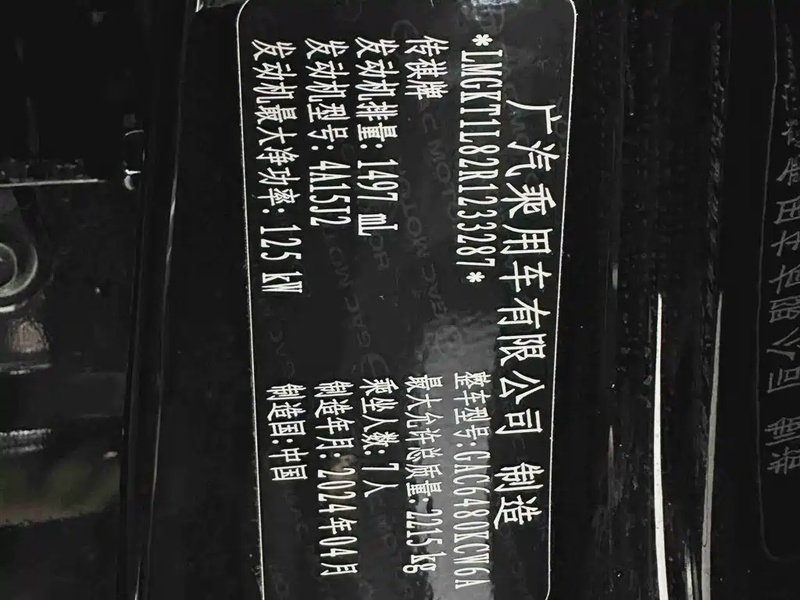 广汽乘用车有限公司 制造
*LMGKT1L82R1233287*
整车型号:GAC6480KCW6A
传祺牌
最大允许总质量:2215kg
发动机排量:1497 ml
乘坐人数:7人
发动机型号:4A15J2
制造年月:2024年04月
发动机最大净功率:125 kW
制造国:中国